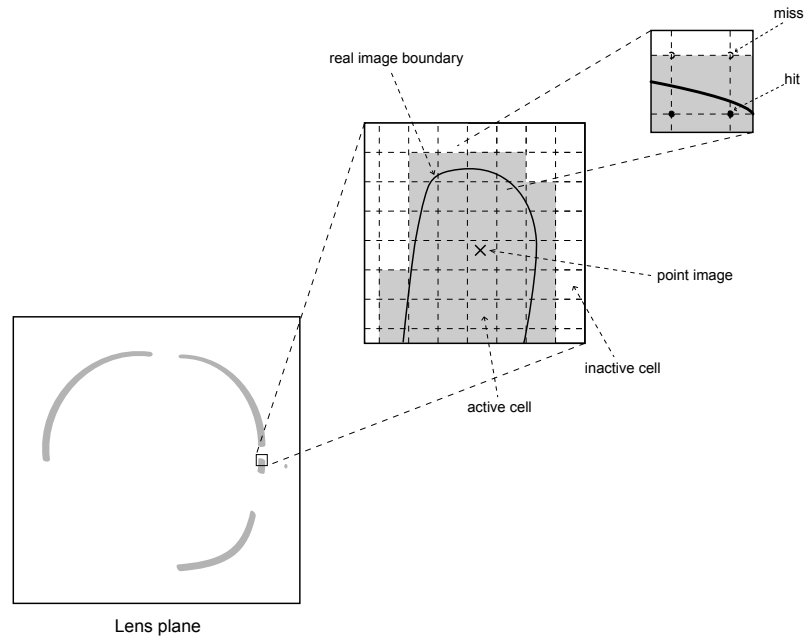 miss
real image boundary
hit
point image
inactive cell
active cell
Lens plane